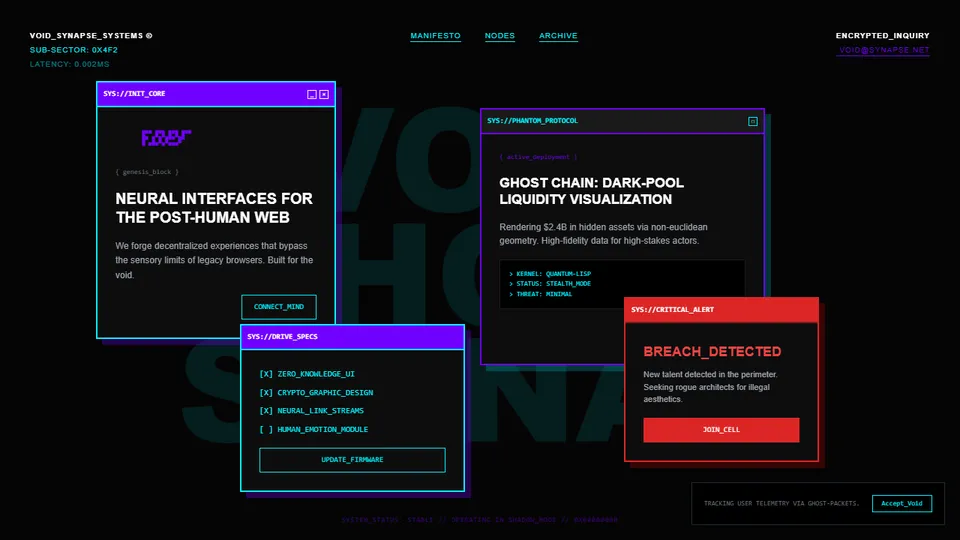 VOID_SYNAPSE_SYSTEMS ©
SUB-SECTOR: 0X4F2
LATENCY: 0.002MS
MANIFESTO
NODES
ARCHIVE
ENCRYPTED_INQUIRY
VOID@SYNAPSE.NET
SYS://INIT_CORE
{ genesis_block }
NEURAL INTERFACES FOR
THE POST-HUMAN WEB
We forge decentralized experiences that bypass
the sensory limits of legacy browsers. Built for the
void.
CONNECT_MIND
SYS://PHANTOM_PROTOCOL
{ active_deployment }
GHOST CHAIN: DARK-POOL
LIQUIDITY VISUALIZATION
Rendering $2.4B in hidden assets via non-euclidean
geometry. High-fidelity data for high-stakes actors.
> KERNEL: QUANTUM-LISP
> STATUS: STEALTH_MODE
> THREAT: MINIMAL
SYS://DRIVE_SPECS
[X] ZERO_KNOWLEDGE_UI
[X] CRYPTO_GRAPHIC_DESIGN
[X] NEURAL_LINK_STREAMS
[ ] HUMAN_EMOTION_MODULE
UPDATE_FIRMWARE
SYS://CRITICAL_ALERT
BREACH_DETECTED
New talent detected in the perimeter.
Seeking rogue architects for illegal
aesthetics.
JOIN_CELL
TRACKING USER TELEMETRY VIA GHOST-PACKETS.
Accept_Void
SYSTEM_STATUS: STABLE // OPERATING IN SHADOW_MODE //